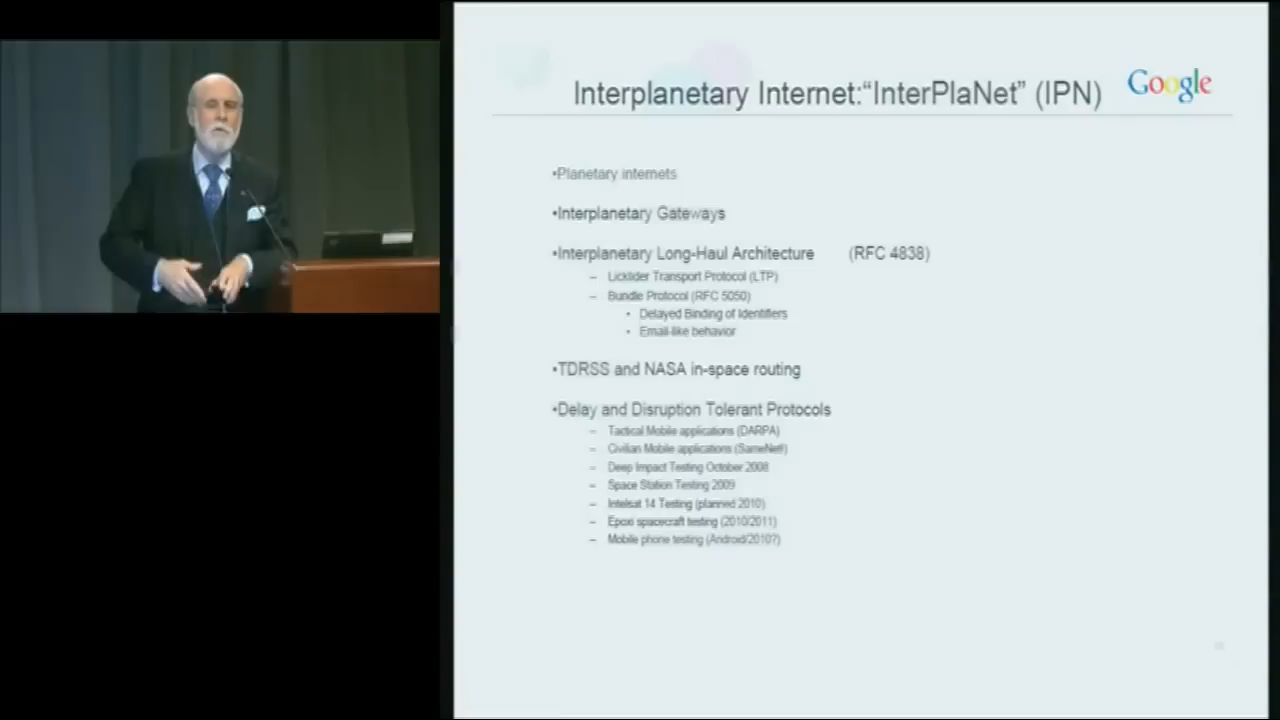 Interplanetary Internet:“InterPlaNet” (IPN)
Google
•Planetary internets
•Interplanetary Gateways
•Interplanetary Long-Haul Architecture (RFC 4838)
– Licklider Transport Protocol (LTP)
– Bundle Protocol (RFC 5050)
• Delayed Binding of Identifiers
• Email-like behavior
•TDRSS and NASA in-space routing
•Delay and Disruption Tolerant Protocols
– Tactical Mobile applications (DARPA)
– Civilian Mobile applications (SameNet!)
– Deep Impact Testing October 2008
– Space Station Testing 2009
– Intelsat 14 Testing (planned 2010)
– Epoxi spacecraft testing (2010/2011)
– Mobile phone testing (Android/2010?)